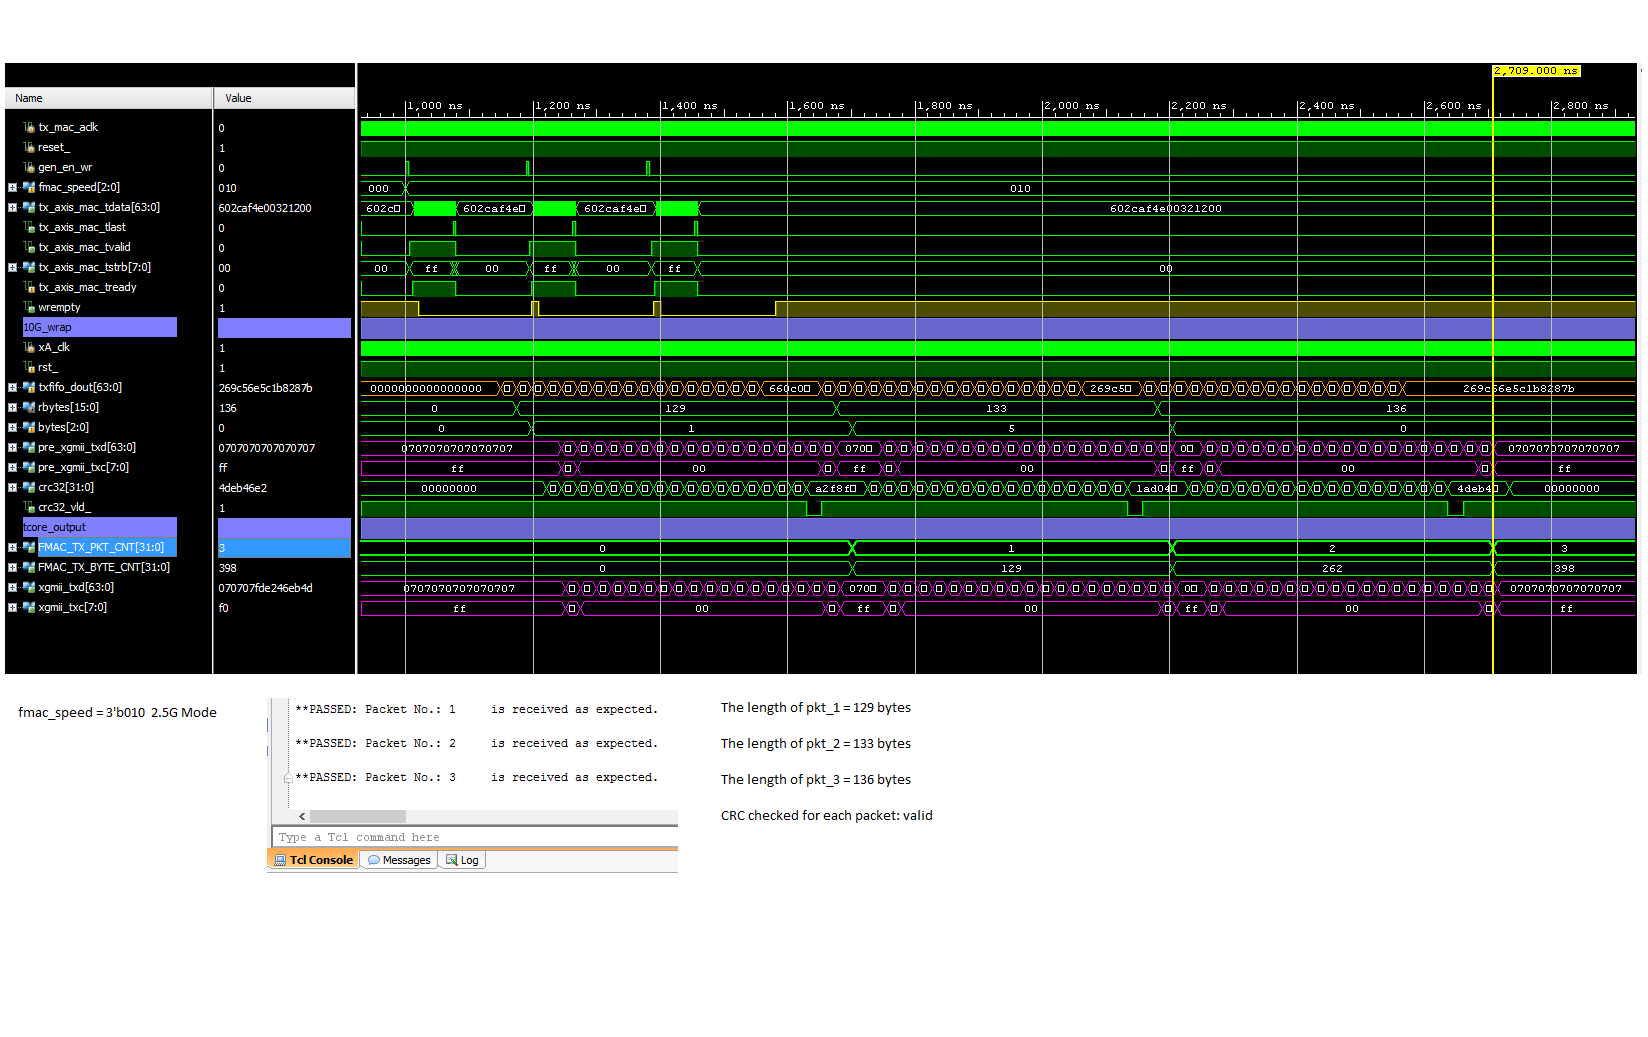 2,709.000 ns
Name Value
1,000 ns 1,200 ns 1,400 ns 1,600 ns 1,800 ns 2,000 ns 2,200 ns 2,400 ns 2,600 ns 2,800 ns
tx_mac_aclk 0
reset_ 1
gen_en_wr 0
fmac_speed[2:0] 010 000 010
tx_axis_mac_tdata[63:0] 602caf4e00321200 602c 602caf4e 602caf4e 602caf4e00321200
tx_axis_mac_tlast 0
tx_axis_mac_tvalid 0
tx_axis_mac_tstrb[7:0] 00 00 ff 00 ff 00 ff 00
tx_axis_mac_tready 0
wrempty 1
10G_wrap
xA_clk 1
rst_ 1
txfifo_dout[63:0] 269c56e5c1b8287b 0000000000000000 660c0 269c5 269c56e5c1b8287b
rbytes[15:0] 136 0 129 133 136
bytes[2:0] 0 0 1 5 0
pre_xgmii_txd[63:0] 0707070707070707 0707070707070707 070 0 0707070707070707
pre_xgmii_txc[7:0] ff ff 00 ff 00 ff 00 ff
crc32[31:0] 4deb46e2 00000000 a2f8f 1ad04 4deb4 00000000
crc32_vld_ 1
tcore_output
FMAC_TX_PKT_CNT[31:0] 3 0 1 2 3
FMAC_TX_BYTE_CNT[31:0] 398 0 129 262 398
xgmii_txd[63:0] 070707fde246eb4d 0707070707070707 070 0 0707070707070707
xgmii_txc[7:0] f0 ff 00 ff 00 ff 00 ff
fmac_speed = 3'b010 2.5G Mode
**PASSED: Packet No.: 1 is received as expected.
The length of pkt_1 = 129 bytes
**PASSED: Packet No.: 2 is received as expected.
The length of pkt_2 = 133 bytes
**PASSED: Packet No.: 3 is received as expected.
The length of pkt_3 = 136 bytes
CRC checked for each packet: valid
Type a Tcl command here
Tcl Console Messages Log